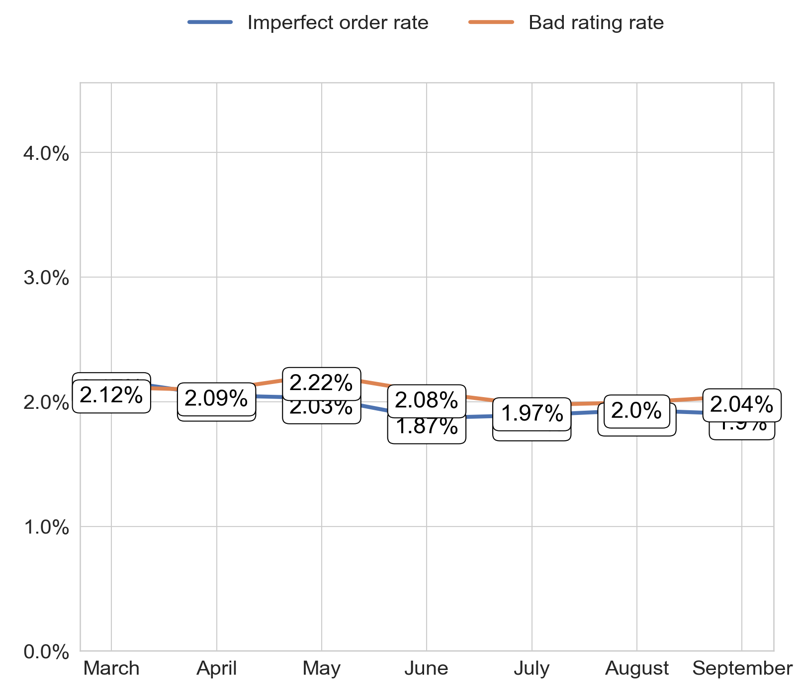 Imperfect order rate
Bad rating rate
4.0%
3.0%
2.0%
1.0%
0.0%
2.12%
2.09%
2.22%
2.03%
2.08%
1.87%
1.97%
2.0%
2.04%
1.9%
March
April
May
June
July
August
September